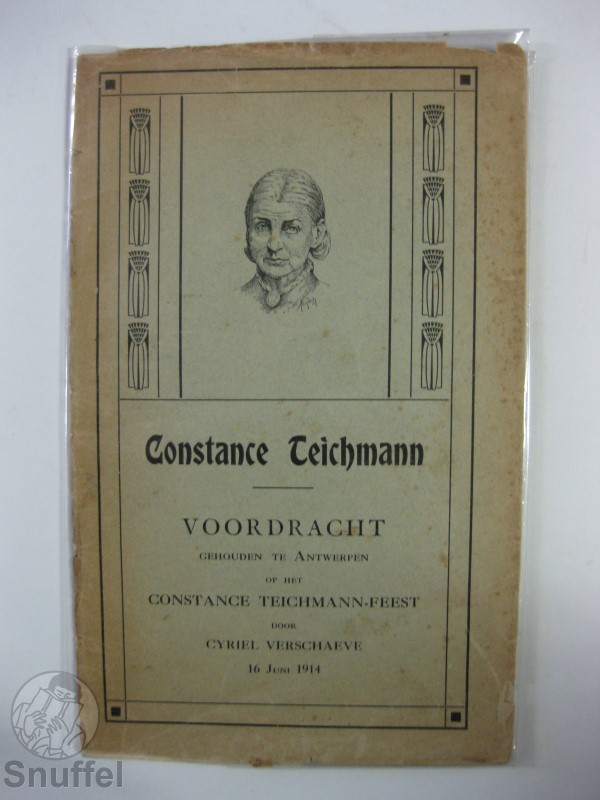 Constance Teichmann
VOORDRACHT
GEHOUDEN TE ANTWERPEN
OP HET
CONSTANCE TEICHMANN-FEEST
DOOR
CYRIEL VERSCHAEVE
16 JUNI 1914
Snuffel